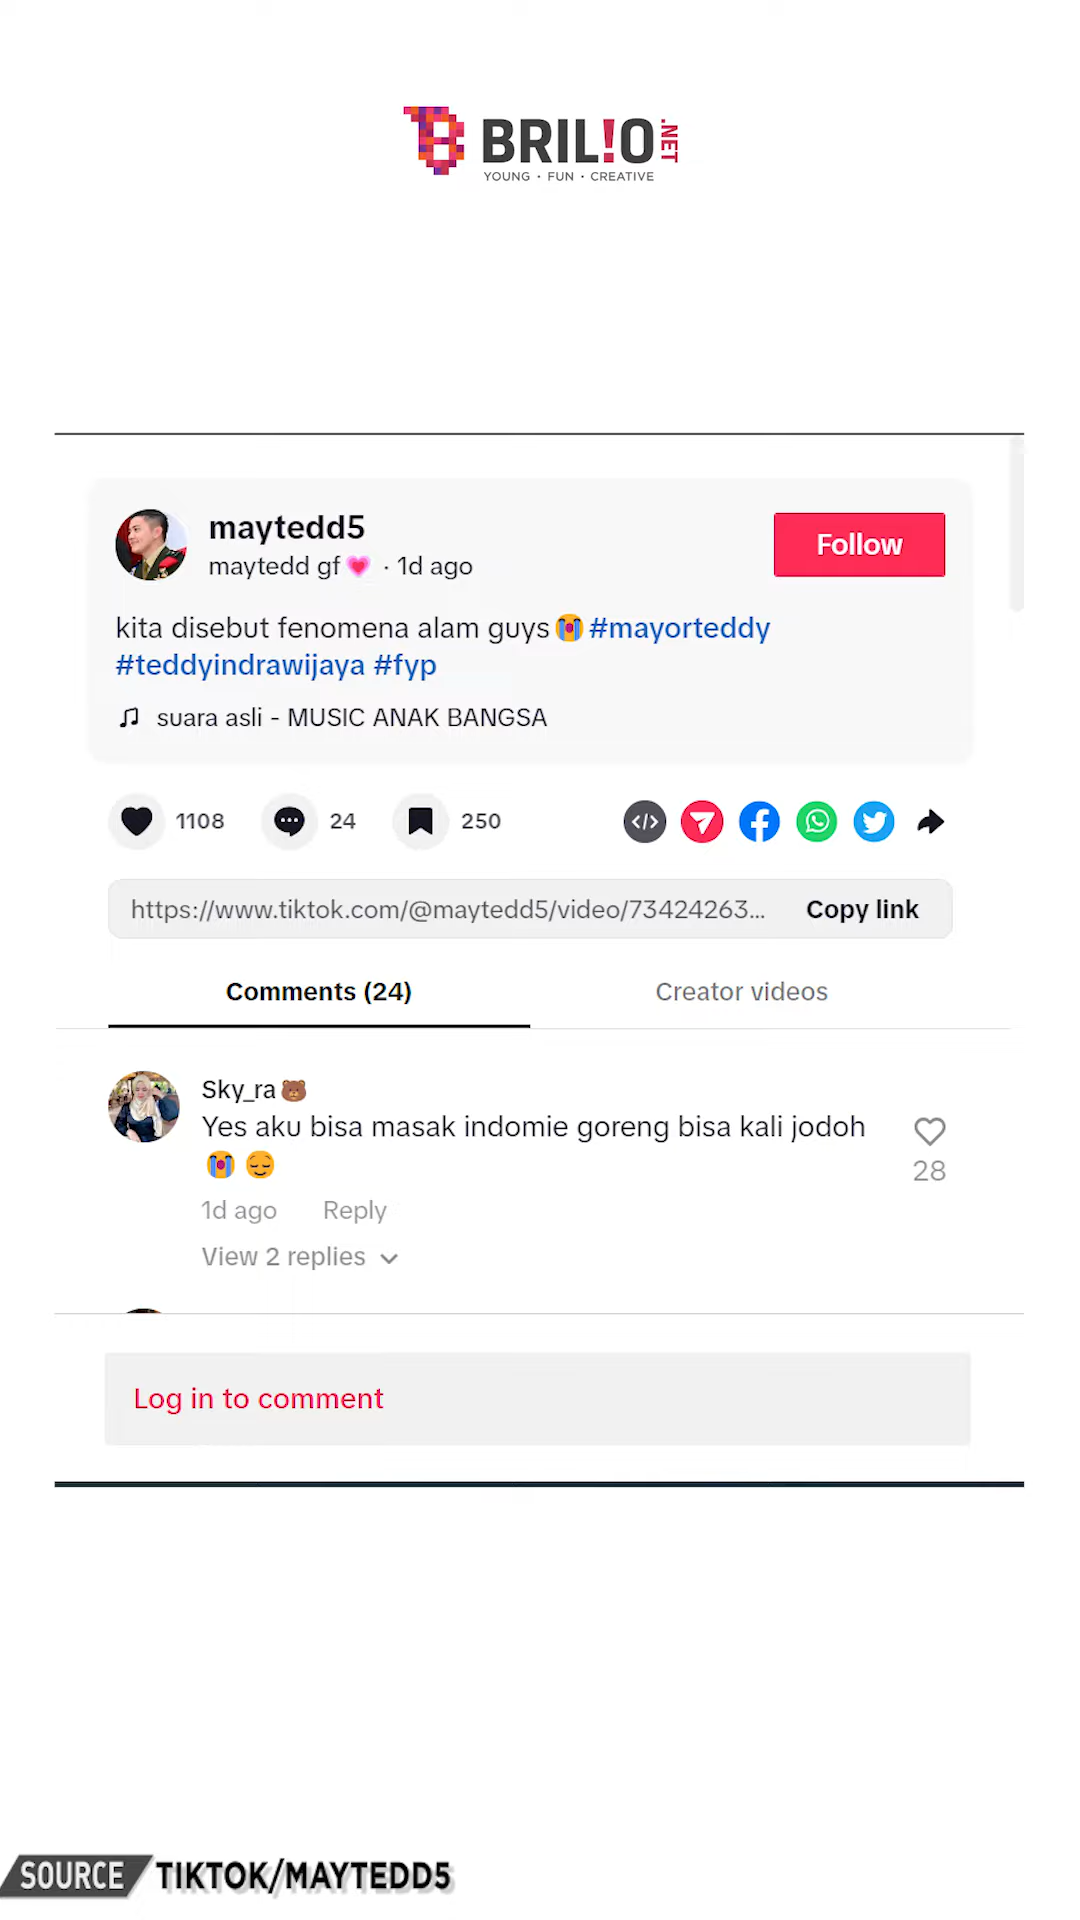 BRIL!O.NET
YOUNG · FUN · CREATIVE
maytedd5
maytedd gf💗 · 1d ago
Follow
kita disebut fenomena alam guys😭#mayorteddy
#teddyindrawijaya #fyp
suara asli - MUSIC ANAK BANGSA
1108
24
250
https://www.tiktok.com/@maytedd5/video/73424263...
Copy link
Comments (24)
Creator videos
Sky_ra🐻
Yes aku bisa masak indomie goreng bisa kali jodoh
😭 😌
28
1d ago
Reply
View 2 replies
Log in to comment
SOURCE
TIKTOK/MAYTEDD5